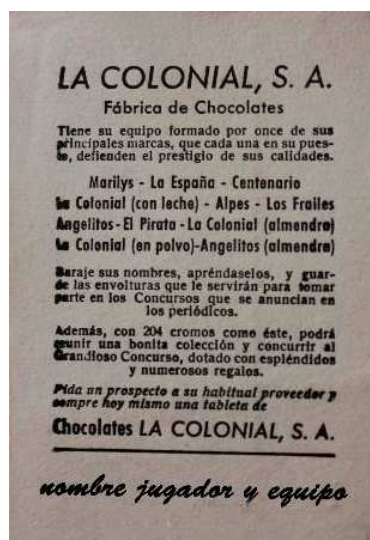 LA COLONIAL, S. A.
Fábrica de Chocolates
Tiene su equipo formado por once de sus
principales marcas, que cada una en su pues-
to, defienden el prestigio de sus calidades.
Marilys - La España - Centenario
La Colonial (con leche) - Alpes - Los Frailes
Angelitos - El Pirata - La Colonial (almendra)
La Colonial (en polvo)-Angelitos (almendra)
Baraje sus nombres, apréndaselos, y guar-
de las envolturas que le servirán para tomar
parte en los Concursos que se anuncian en
los periódicos.
Además, con 204 cromos como éste, podrá
reunir una bonita colección y concurrir al
Grandioso Concurso, dotado con espléndidos
y numerosos regalos.
Pida un prospecto a su habitual proveedor y
compre hoy mismo una tableta de
Chocolates LA COLONIAL, S. A.
nombre jugador y equipo